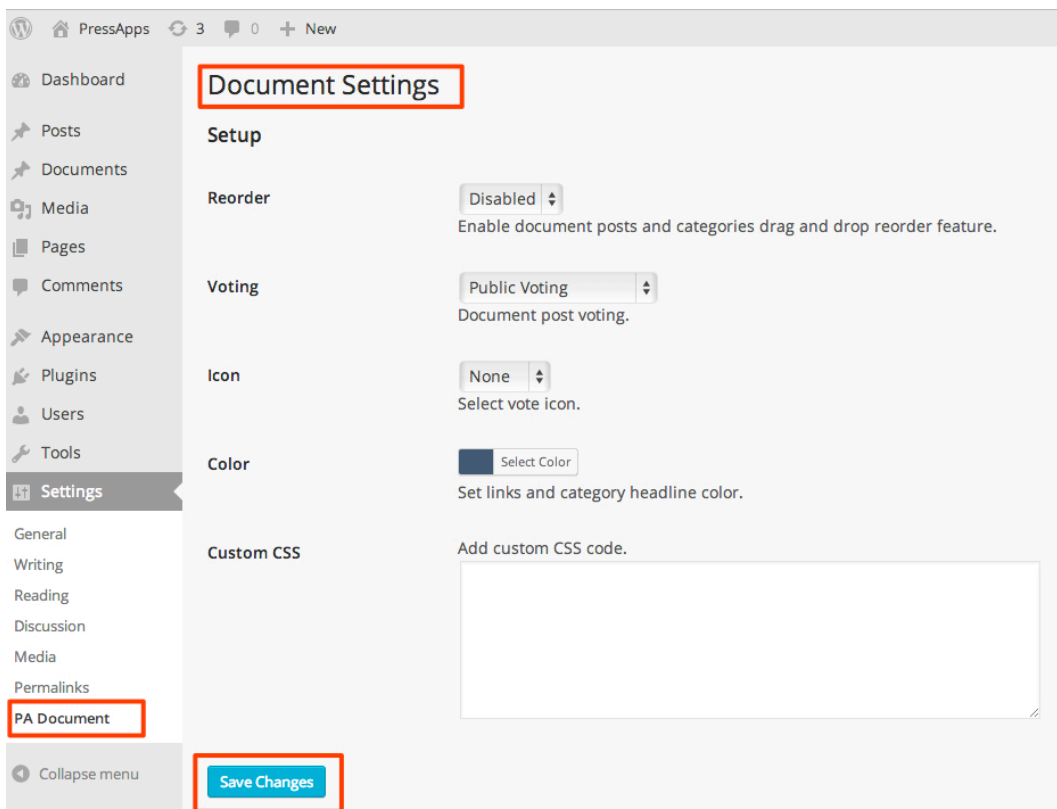 PressApps 3 0 New
Dashboard
Posts
Documents
Media
Pages
Comments
Appearance
Plugins
Users
Tools
Settings
General
Writing
Reading
Discussion
Media
Permalinks
PA Document
Collapse menu
Document Settings
Setup
Reorder
Disabled
Enable document posts and categories drag and drop reorder feature.
Voting
Public Voting
Document post voting.
Icon
None
Select vote icon.
Color
Select Color
Set links and category headline color.
Custom CSS
Add custom CSS code.
Save Changes